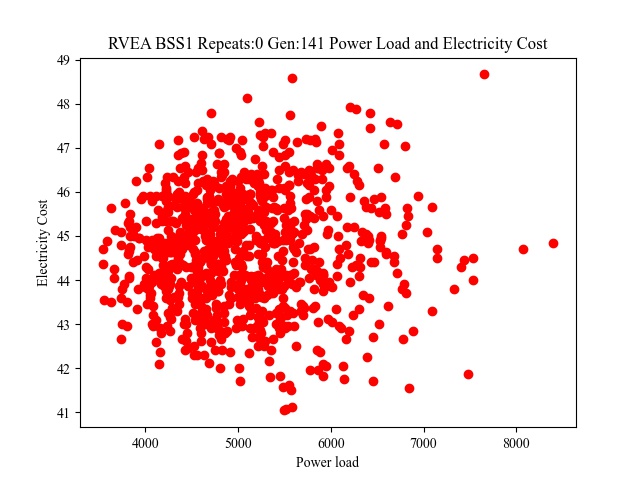 RVEA BSS1 Repeats:0 Gen:141 Power Load and Electricity Cost
49
48
47
46
45
44
43
42
41
Electricity Cost
4000 5000 6000 7000 8000
Power load